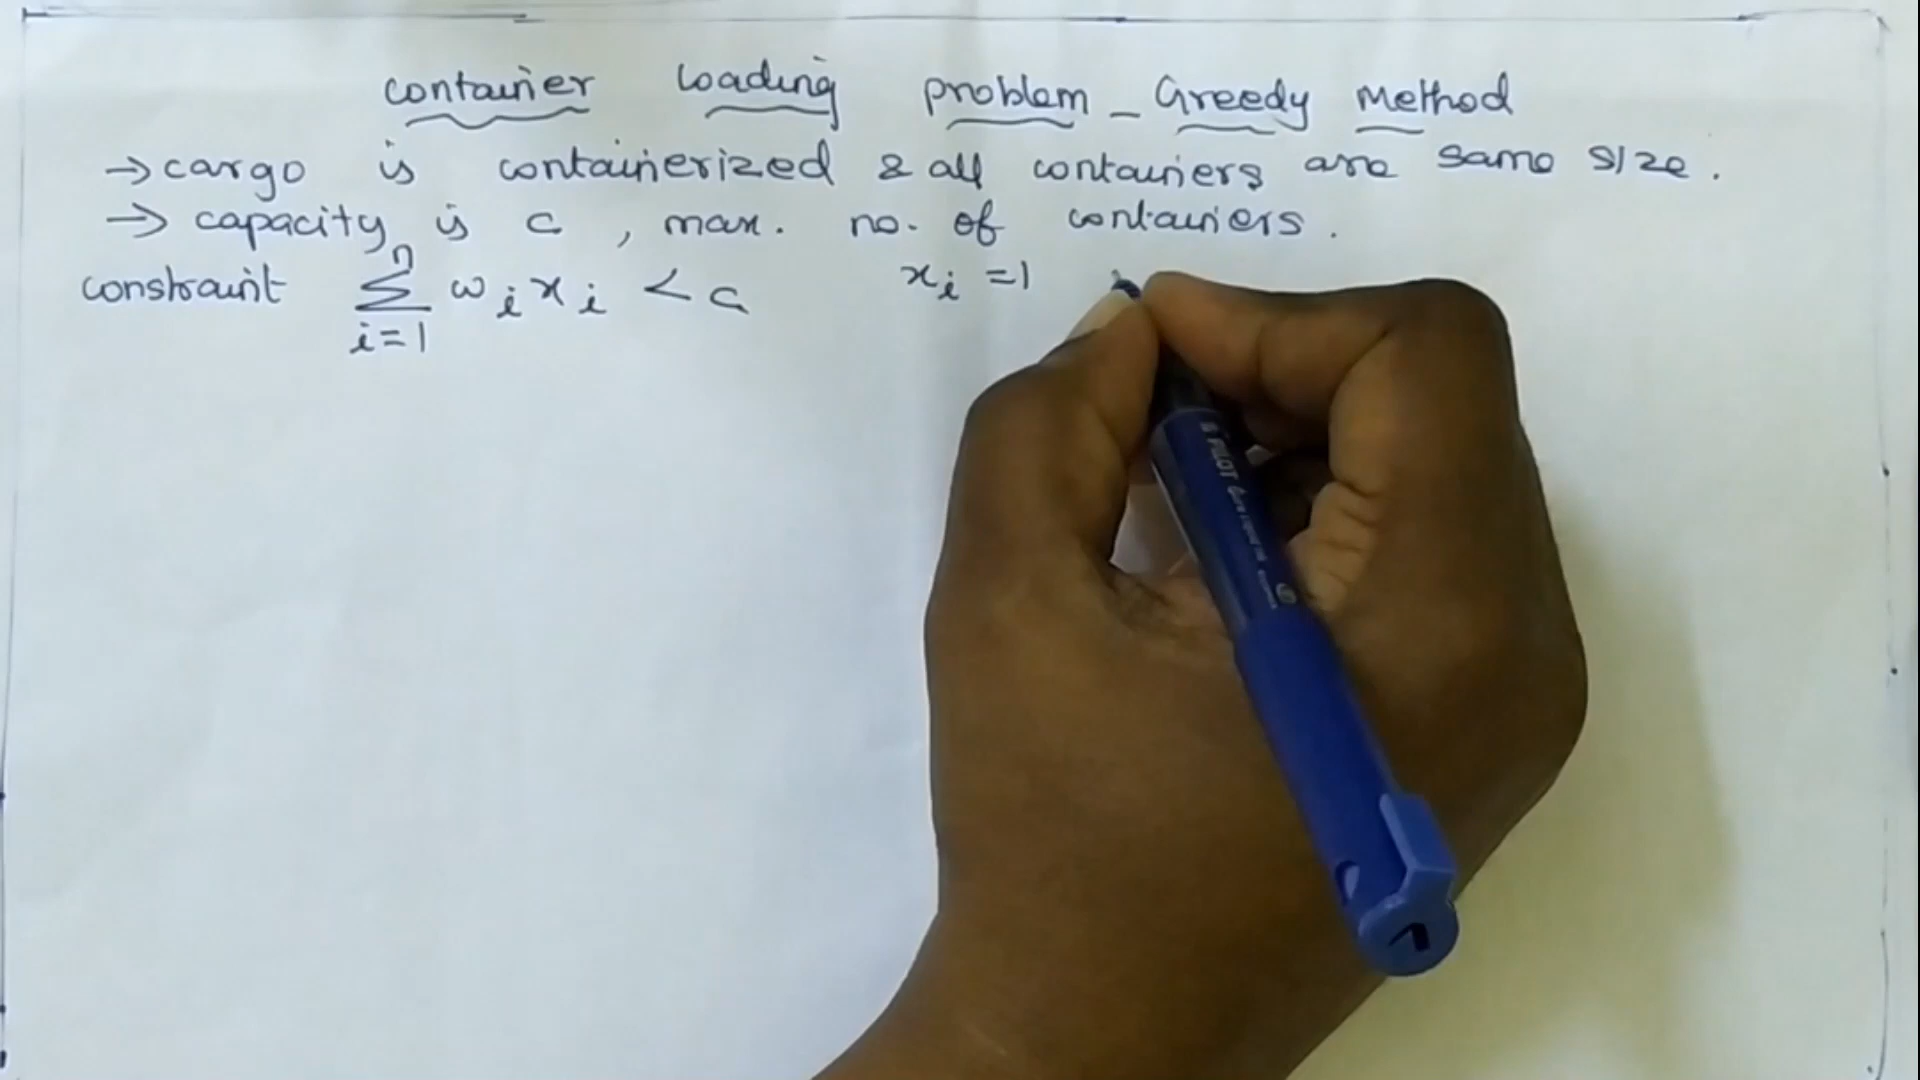 container loading problem - Greedy Method
→ cargo is containerized & all containers are same size.
→ capacity is c, max. no. of containers.
constraint n∑i=1 wixi < c xi =1
PILOT